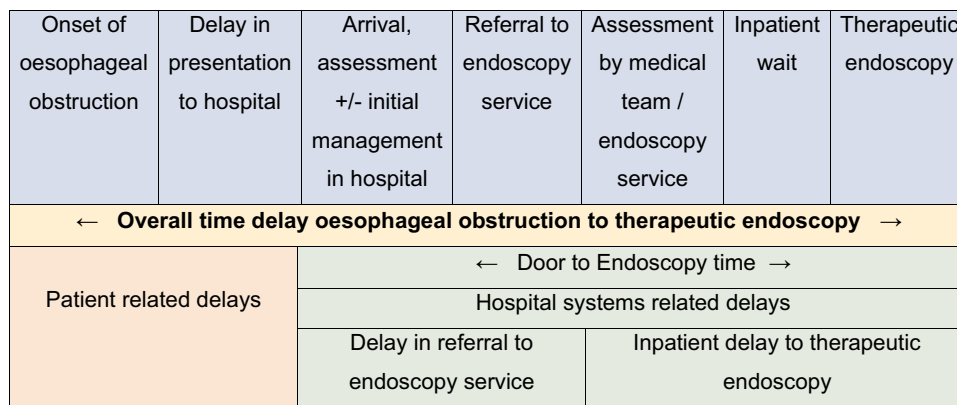 Onset of
oesophageal
obstruction
Delay in
presentation
to hospital
Arrival,
assessment
+/- initial
management
in hospital
Referral to
endoscopy
service
Assessment
by medical
team /
endoscopy
service
Inpatient
wait
Therapeutic
endoscopy
← Overall time delay oesophageal obstruction to therapeutic endoscopy →
Patient related delays
← Door to Endoscopy time →
Hospital systems related delays
Delay in referral to
endoscopy service
Inpatient delay to therapeutic
endoscopy